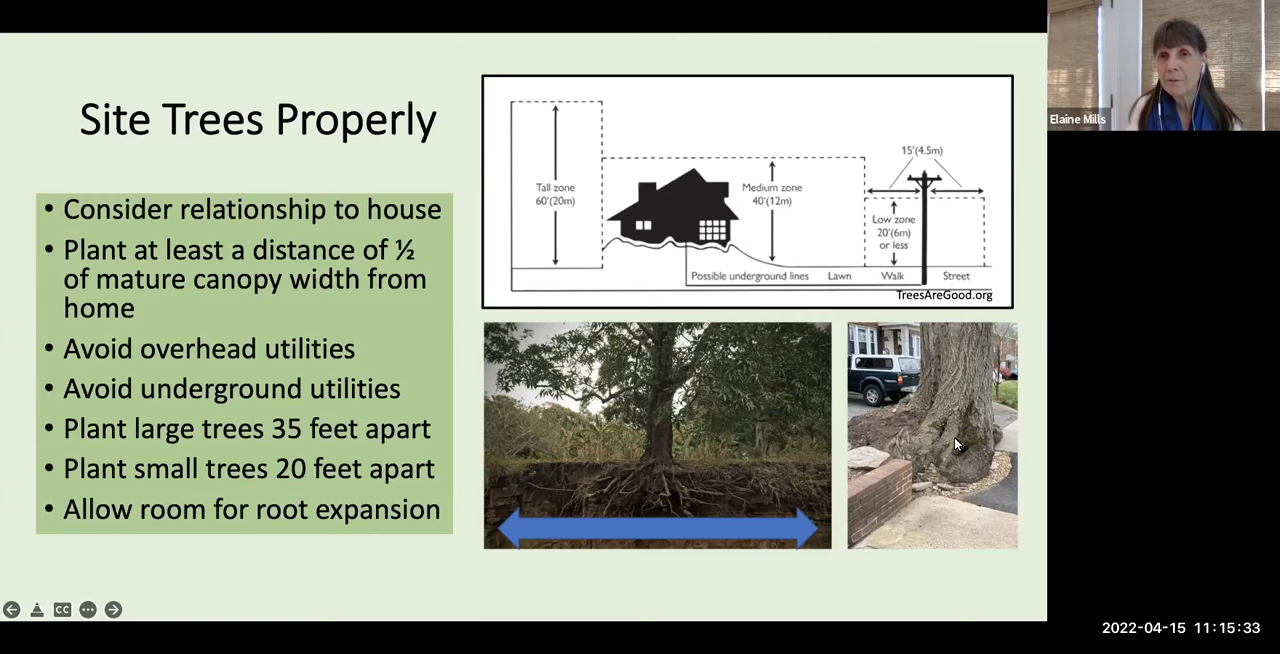 Site Trees Properly
• Consider relationship to house
• Plant at least a distance of ½
of mature canopy width from
home
• Avoid overhead utilities
• Avoid underground utilities
• Plant large trees 35 feet apart
• Plant small trees 20 feet apart
• Allow room for root expansion
Tall zone
60'(20m)
Medium zone
40'(12m)
15'(4.5m)
Low zone
20'(6m)
or less
Possible underground lines
Lawn
Walk
Street
TreesAreGood.org
CC
Elaine Mills
2022-04-15 11:15:33